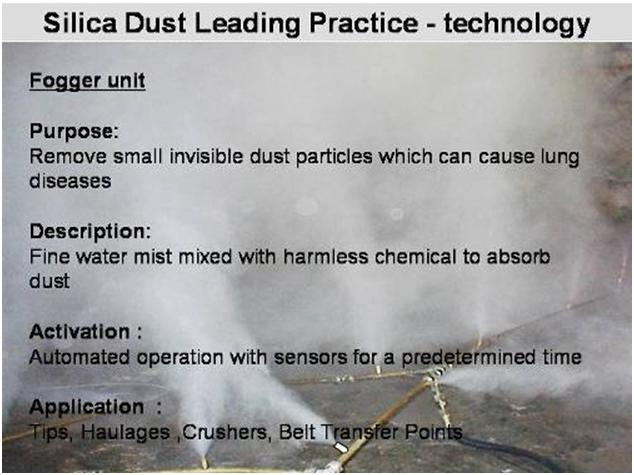 Silica Dust Leading Practice - technology
Fogger unit
Purpose:
Remove small invisible dust particles which can cause lung
diseases
Description:
Fine water mist mixed with harmless chemical to absorb
dust
Activation :
Automated operation with sensors for a predetermined time
Application :
Tips, Haulages ,Crushers, Belt Transfer Points